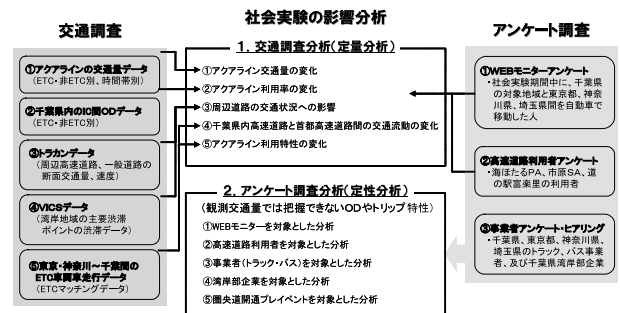 社会実験の影響分析
交通調査
①アクアラインの交通量データ
(ETC・非ETC別、時間帯別)
②千葉県内のIC間ODデータ
(ETC・非ETC別)
③トラカンデータ
(周辺高速道路、一般道路の
断面交通量、速度)
④VICSデータ
(湾岸地域の主要渋滞
ポイントの渋滞データ)
⑤東京・神奈川～千葉間の
ETC車両車走行データ
(ETCマッチングデータ)
1. 交通調査分析(定量分析)
①アクアライン交通量の変化
②アクアライン利用率の変化
③周辺道路の交通状況への影響
④千葉県内高速道路と首都高速道路間の交通流動の変化
⑤アクアライン利用特性の変化
2. アンケート調査分析(定性分析)
(観測交通量では把握できないODやトリップ特性)
①WEBモニターを対象とした分析
②高速道路利用者を対象とした分析
③事業者(トラック・バス)を対象とした分析
④湾岸部企業を対象とした分析
⑤圏央道開通プレイベントを対象とした分析
アンケート調査
①WEBモニターアンケート
・社会実験期間中に、千葉県
の対象地域と東京都、神奈
川県、埼玉県間を自動車で
移動した人
②高速道路利用者アンケート
・海ほたるPA、市原SA、道
の駅富楽里の利用者
③事業者アンケート・ヒアリング
・千葉県、東京都、神奈川県、
埼玉県のトラック、バス事業
者、及び千葉県湾岸部企業